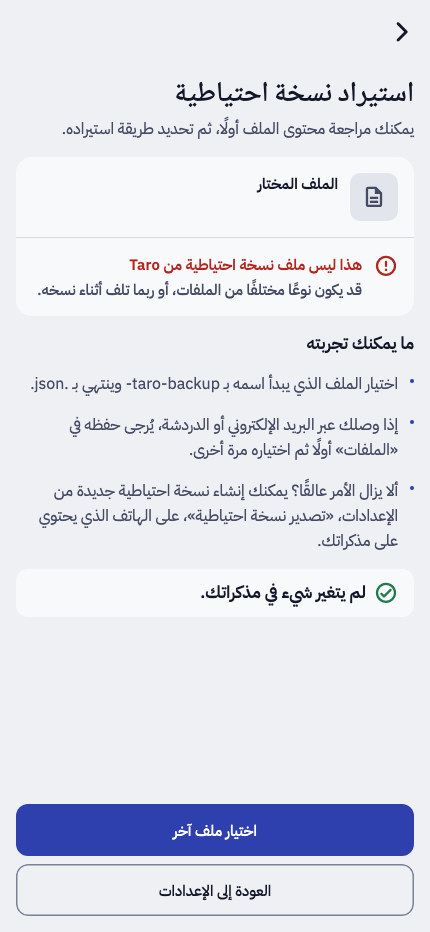 استيراد نسخة احتياطية
يمكنك مراجعة محتوى الملف أولًا، ثم تحديد طريقة استيراده.
الملف المختار
هذا ليس ملف نسخة احتياطية من Taro
قد يكون نوعًا مختلفًا من الملفات، أو ربما تلف أثناء نسخه.
ما يمكنك تجربته
اختيار الملف الذي يبدأ اسمه بـ taro-backup- وينتهي بـ .json.
إذا وصلك عبر البريد الإلكتروني أو الدردشة، يُرجى حفظه في
«الملفات» أولًا ثم اختياره مرة أخرى.
ألا يزال الأمر عالقًا؟ يمكنك إنشاء نسخة احتياطية جديدة من
الإعدادات، «تصدير نسخة احتياطية»، على الهاتف الذي يحتوي
على مذكراتك.
لم يتغير شيء في مذكراتك.
اختيار ملف آخر
العودة إلى الإعدادات